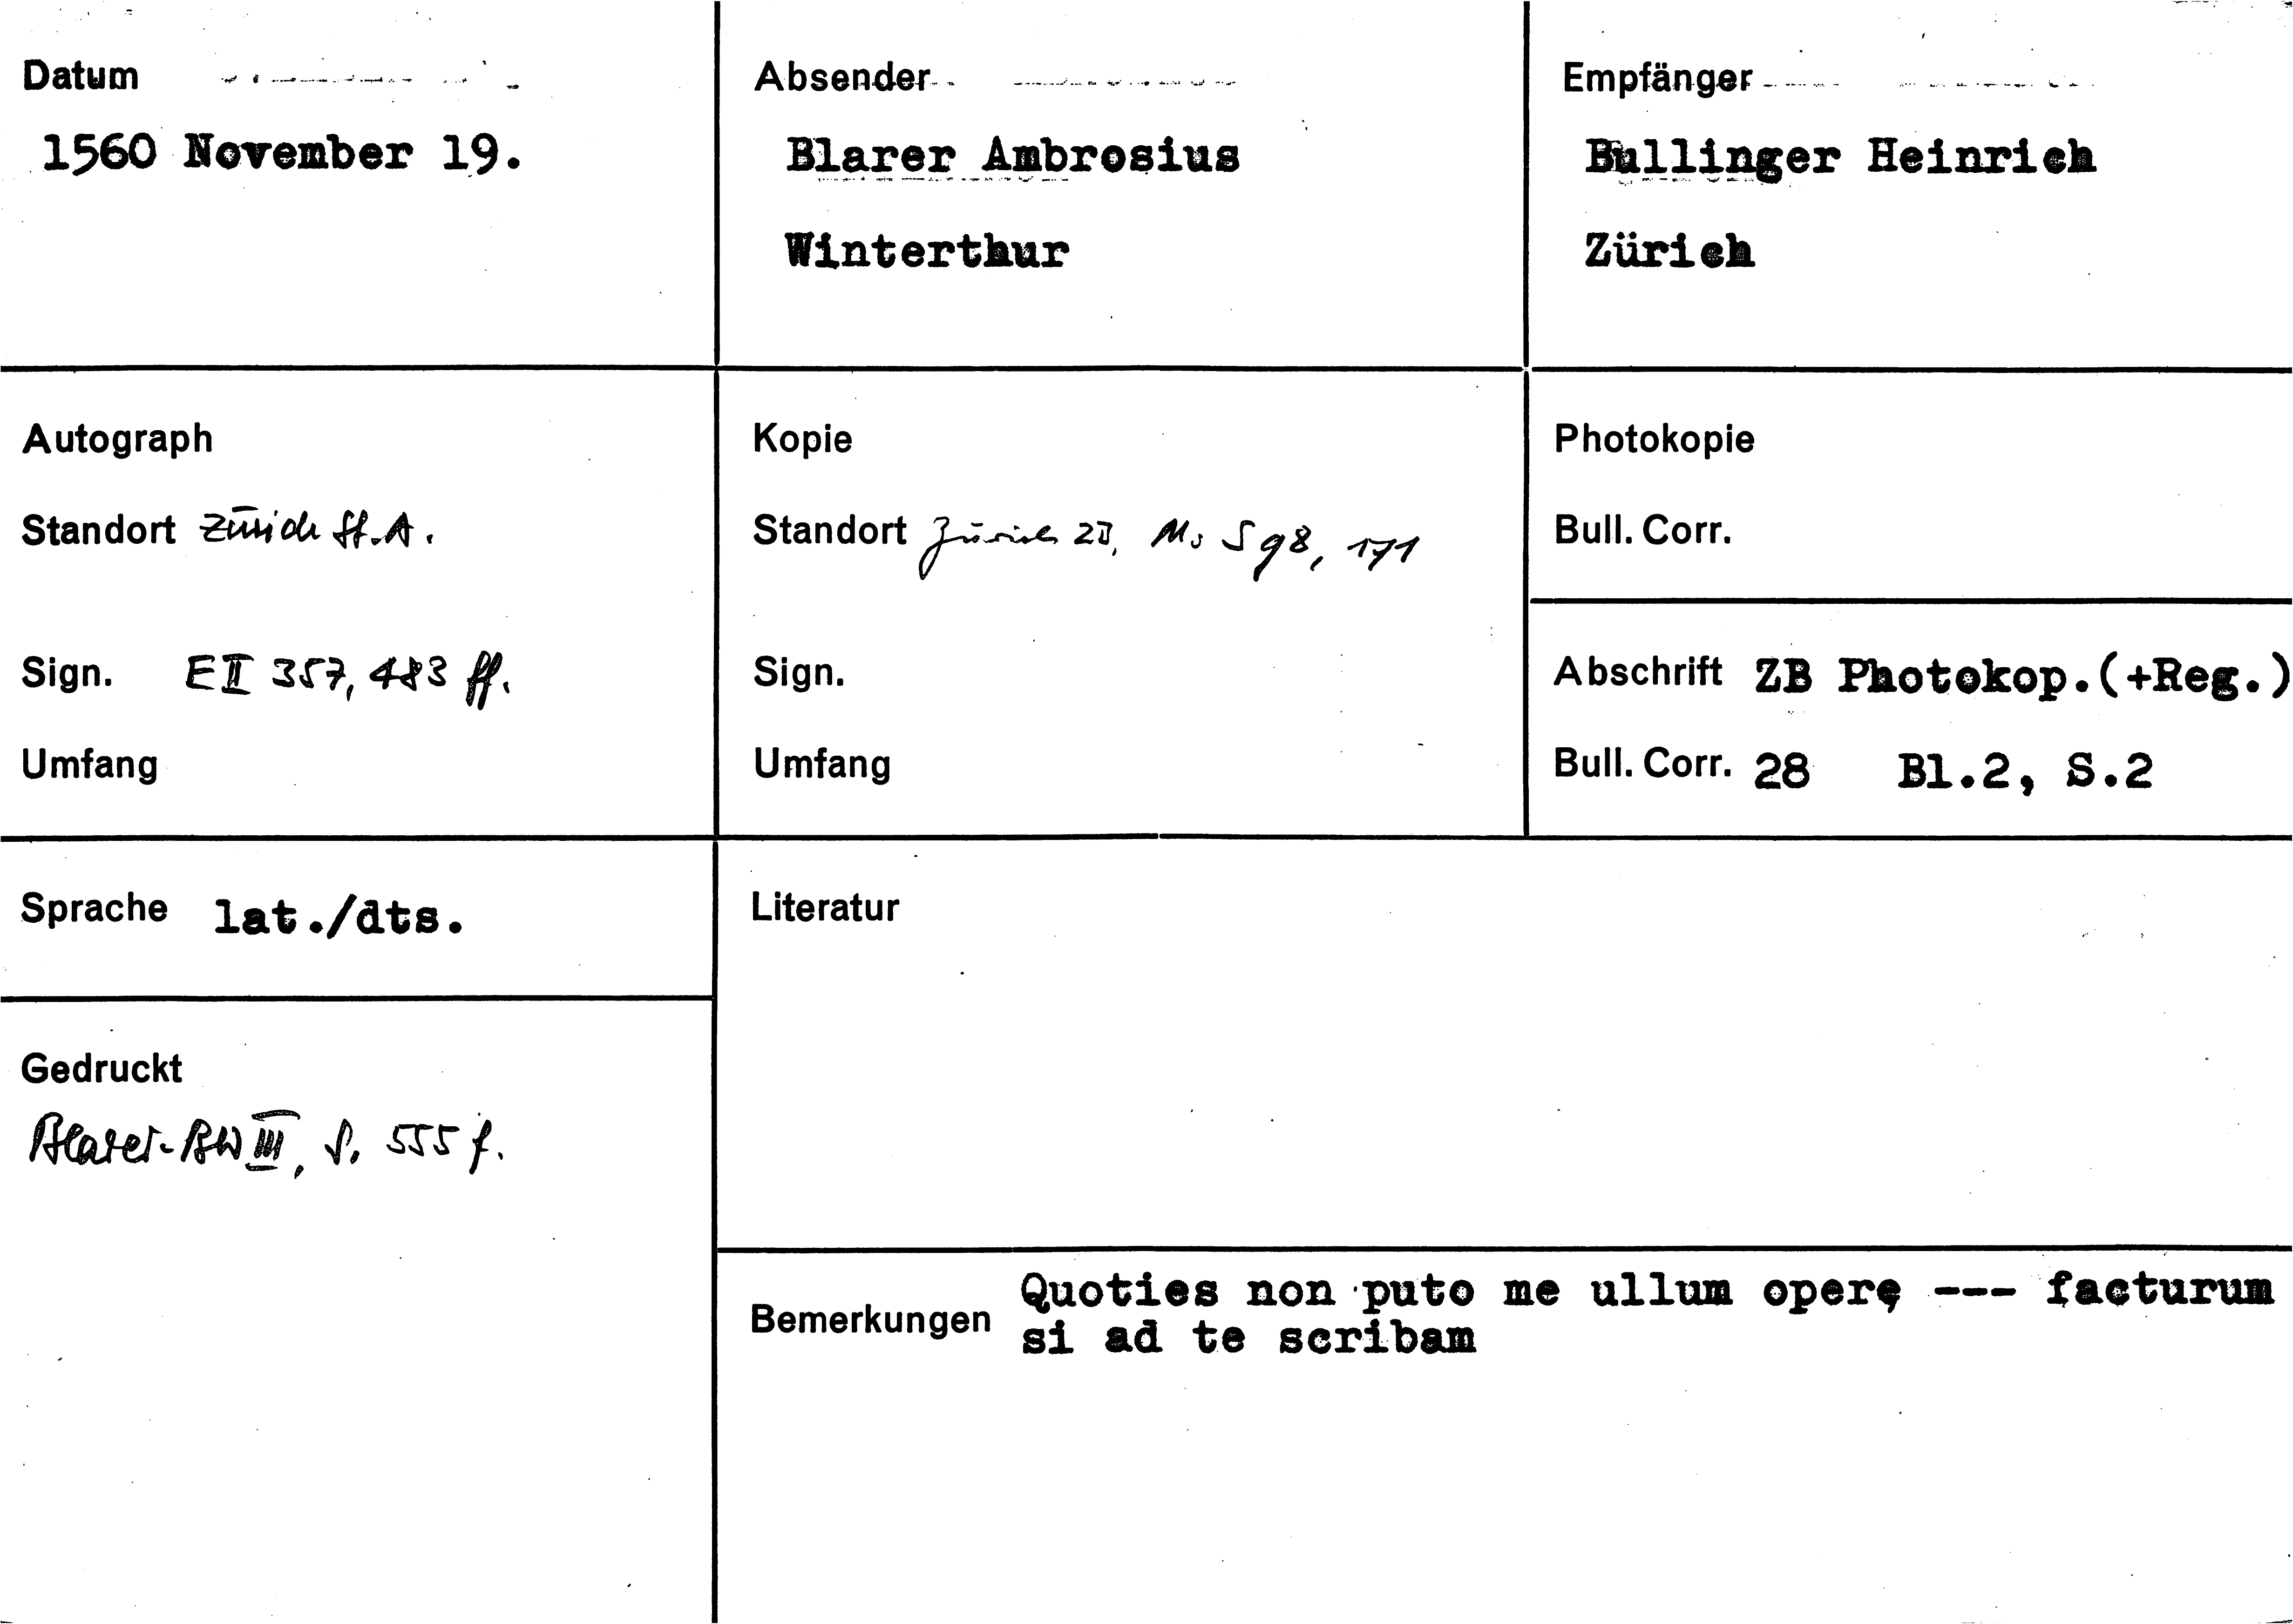 Datum
1560 November 19.
Absender
Blarer Ambrosius
Winterthur
Empfänger
Bullinger Heinrich
Zürich
Autograph
Standort Zürich St.A.
Sign. E II 357, 483 ff.
Umfang
Kopie
Standort Zürich ZB, Ms S 98, 171
Sign.
Umfang
Photokopie
Bull. Corr.
Abschrift ZB Photokop.(+Reg.)
Bull. Corr. 28 Bl.2, S.2
Sprache lat./dts.
Gedruckt
Blarer-BW III, S. 555 f.
Literatur
Bemerkungen
Quoties non puto me ullum operę --- facturum
si ad te scribam